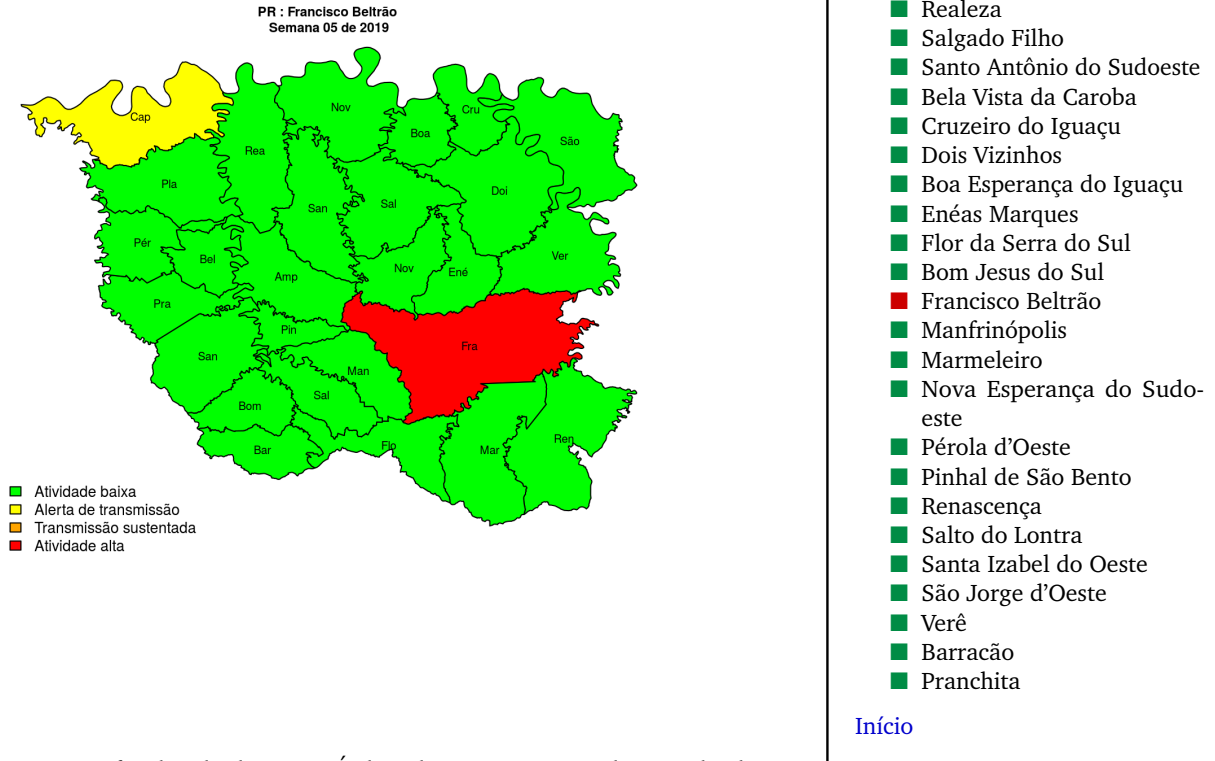 PR : Francisco Beltrão
Semana 05 de 2019
Cap
Nov
Cru
Boa
São
Rea
Pla
San
Sal
Doi
Pér
Bel
Amp
Nov
Ené
Ver
Pra
Pin
San
Man
Fra
Sal
Bom
Bar
Flo
Mar
Ren
Atividade baixa
Alerta de transmissão
Transmissão sustentada
Atividade alta
Realeza
Salgado Filho
Santo Antônio do Sudoeste
Bela Vista da Caroba
Cruzeiro do Iguaçu
Dois Vizinhos
Boa Esperança do Iguaçu
Enéas Marques
Flor da Serra do Sul
Bom Jesus do Sul
Francisco Beltrão
Manfrinópolis
Marmeleiro
Nova Esperança do Sudo-
este
Pérola d’Oeste
Pinhal de São Bento
Renascença
Salto do Lontra
Santa Izabel do Oeste
São Jorge d’Oeste
Verê
Barracão
Pranchita
Início